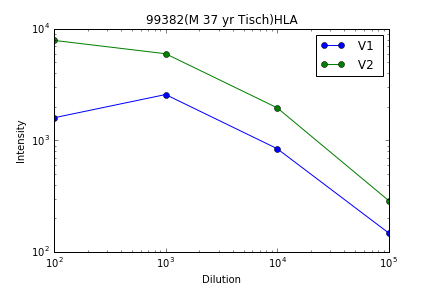 99382(M 37 yr Tisch)HLA
10^4
10^3
10^2
Intensity
V1
V2
10^2 10^3 10^4 10^5
Dilution